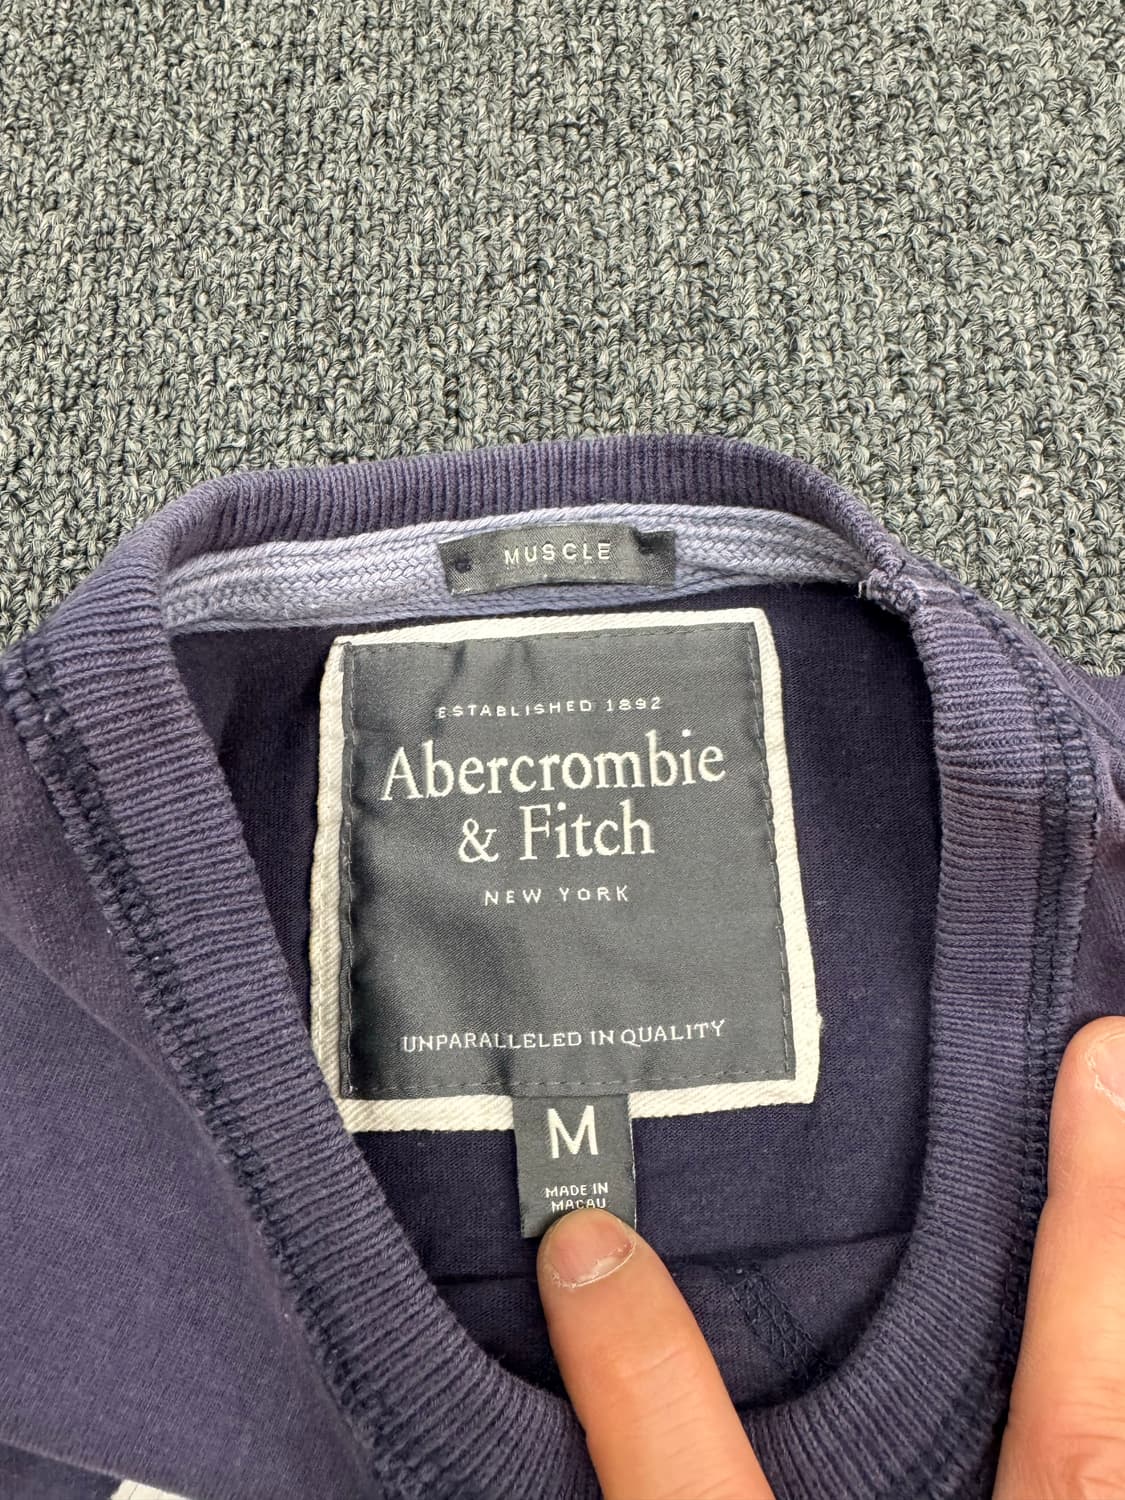 MUSCLE
ESTABLISHED 1892
Abercrombie
& Fitch
NEW YORK
UNPARALLELED IN QUALITY
M
MADE IN
MACAU